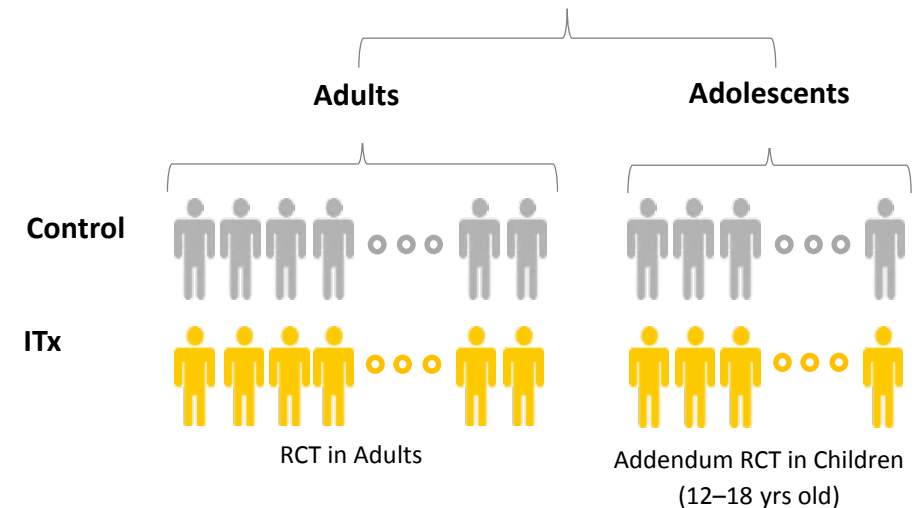 Adults
Adolescents
Control
ITx
RCT in Adults
Addendum RCT in Children
(12–18 yrs old)